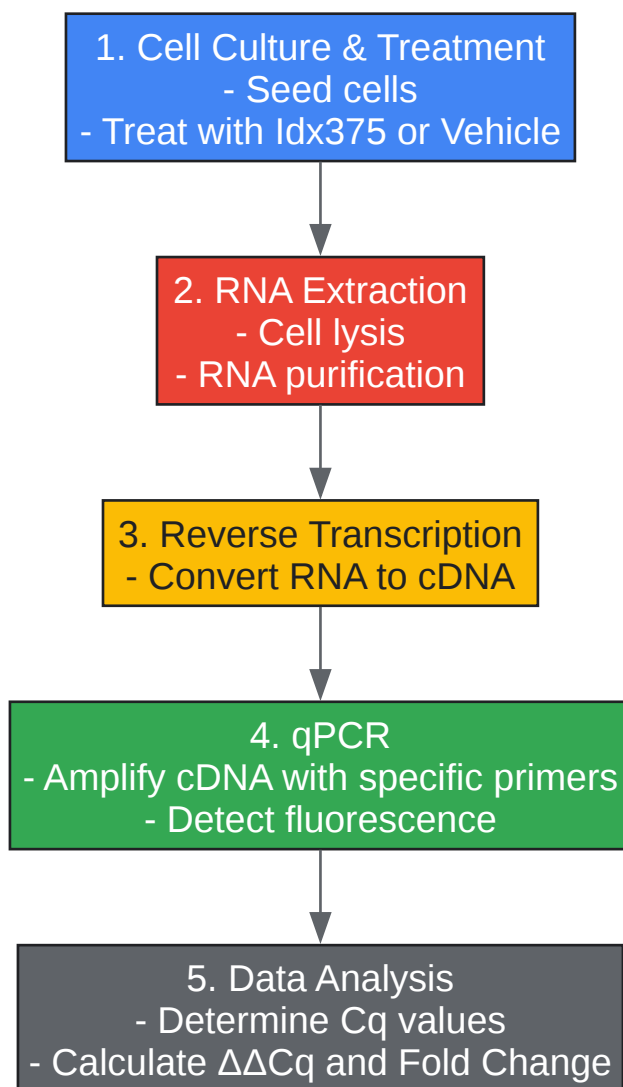 1. Cell Culture & Treatment
- Seed cells
- Treat with Idx375 or Vehicle
2. RNA Extraction
- Cell lysis
- RNA purification
3. Reverse Transcription
- Convert RNA to cDNA
4. qPCR
- Amplify cDNA with specific primers
- Detect fluorescence
5. Data Analysis
- Determine Cq values
- Calculate ΔΔCq and Fold Change